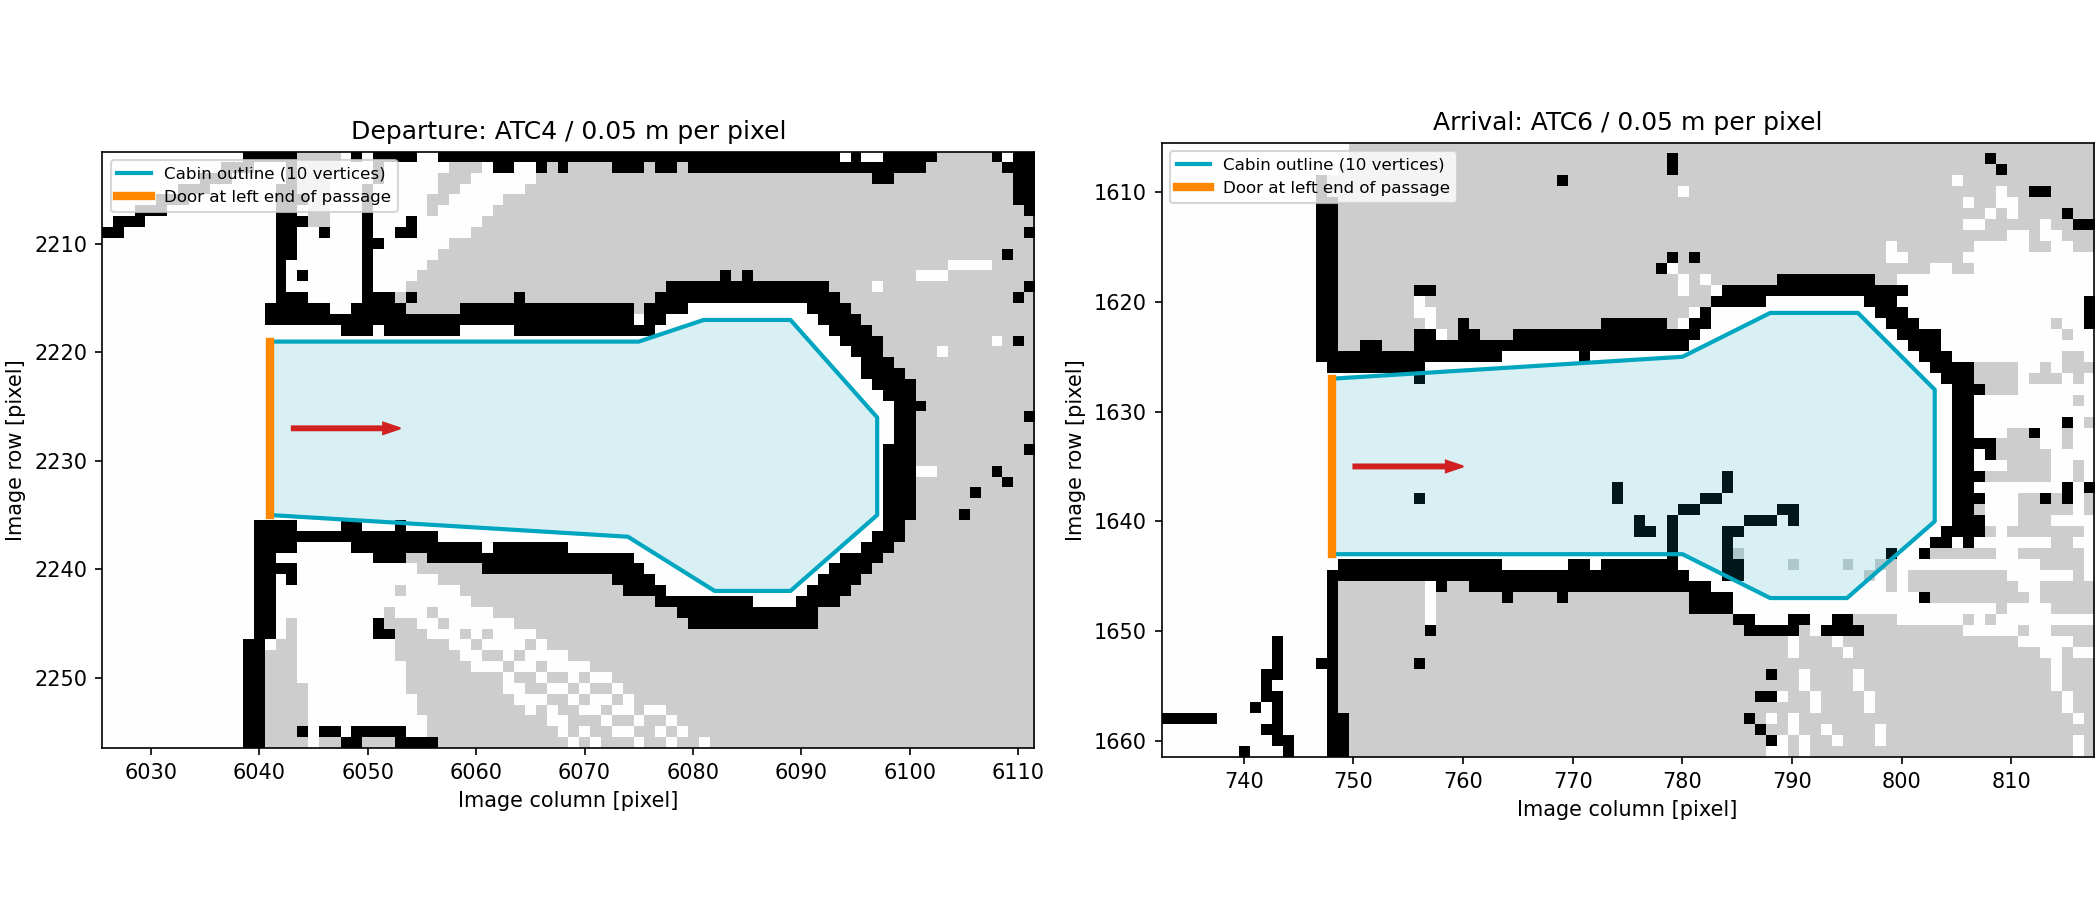 Departure: ATC4 / 0.05 m per pixel
Cabin outline (10 vertices)
Door at left end of passage
2210
2220
2230
2240
2250
Image row [pixel]
6030 6040 6050 6060 6070 6080 6090 6100 6110
Image column [pixel]
Arrival: ATC6 / 0.05 m per pixel
Cabin outline (10 vertices)
Door at left end of passage
1610
1620
1630
1640
1650
1660
Image row [pixel]
740 750 760 770 780 790 800 810
Image column [pixel]